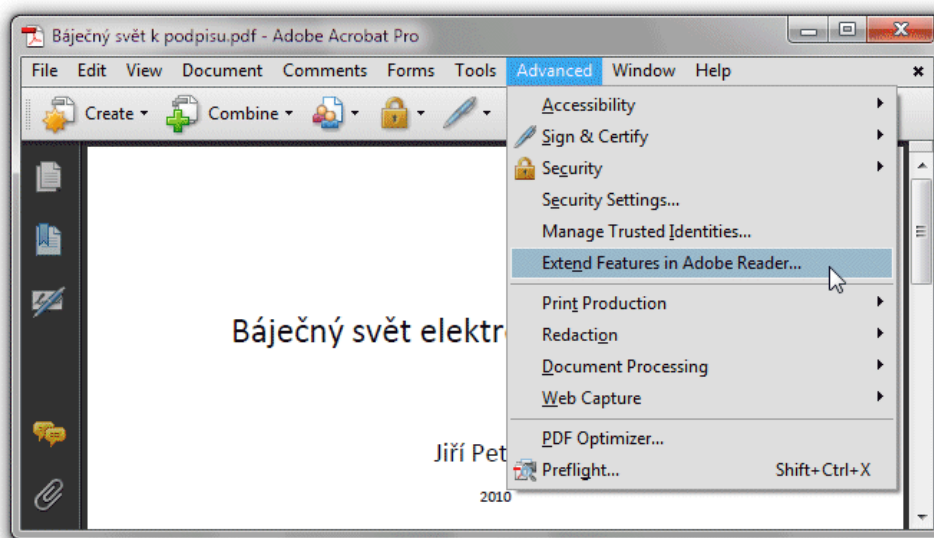 Báječný svět k podpisu.pdf - Adobe Acrobat Pro
File Edit View Document Comments Forms Tools Advanced Window Help
Create Combine
Accessibility
Sign & Certify
Security
Security Settings...
Manage Trusted Identities...
Extend Features in Adobe Reader...
Print Production
Redaction
Document Processing
Web Capture
PDF Optimizer...
Preflight... Shift+Ctrl+X
Báječný svět elektr
Jiří Pet
2010